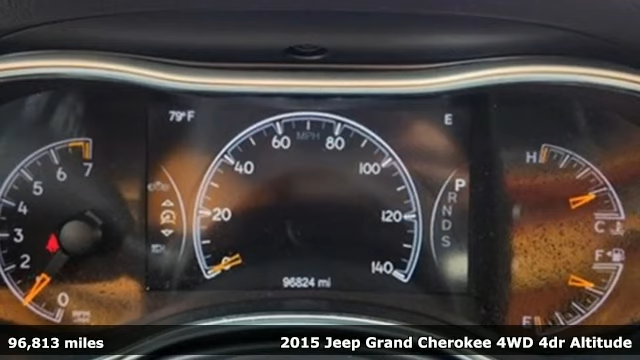 79°F
E
MPH
0
20
40
60
80
100
120
140
96824 mi
P
R
N
D
S
0
2
3
4
5
6
7
H
C
F
E
96,813 miles
2015 Jeep Grand Cherokee 4WD 4dr Altitude